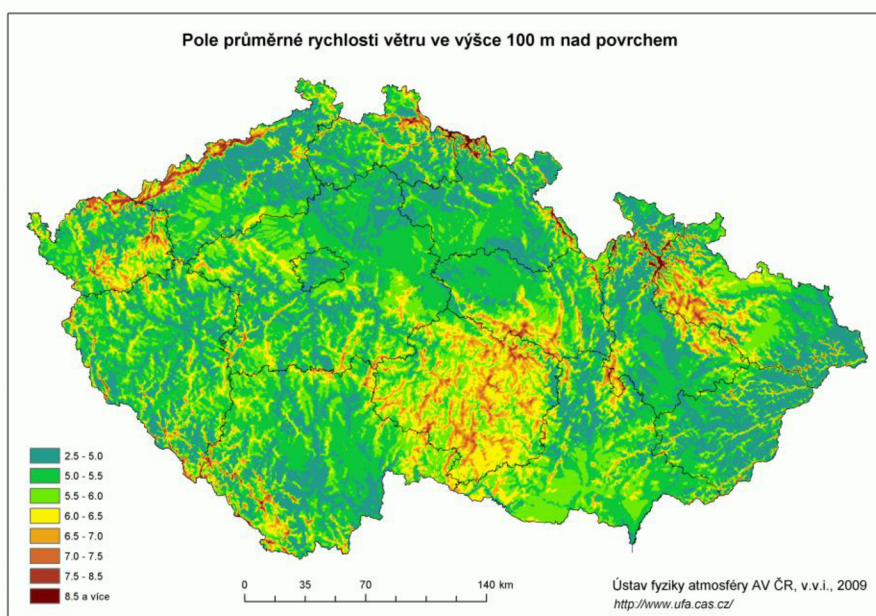 Pole průměrné rychlosti větru ve výšce 100 m nad povrchem
2.5 - 5.0
5.0 - 5.5
5.5 - 6.0
6.0 - 6.5
6.5 - 7.0
7.0 - 7.5
7.5 - 8.5
8.5 a více
0 35 70 140 km
Ústav fyziky atmosféry AV ČR, v.v.i., 2009
http://www.ufa.cas.cz/